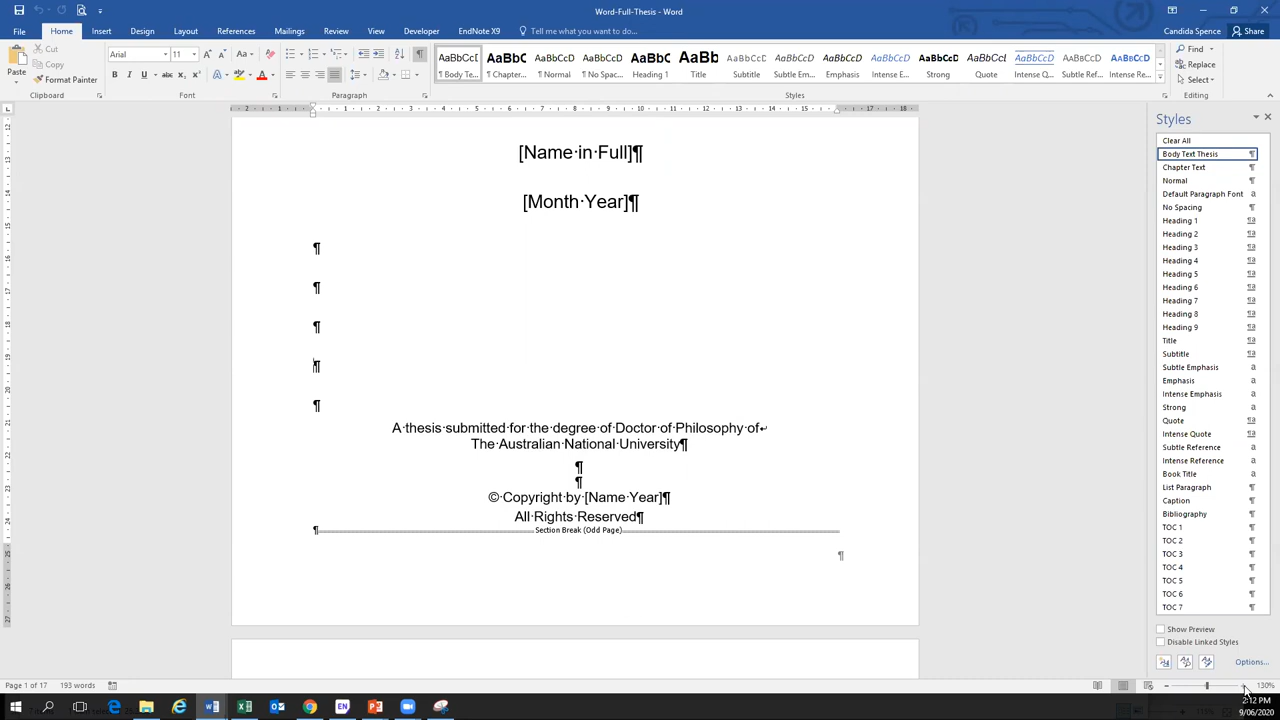 Word-Full-Thesis - Word
File
Home
Insert
Design
Layout
References
Mailings
Review
View
Developer
EndNote X9
Tell me what you want to do...
Candida Spence
Share
Paste
Cut
Copy
Format Painter
Clipboard
Arial
11
Font
Paragraph
AaBbCcI AaBbC AaBbCcD AaBbCcD AaBbC AaBb AaBbCcD AaBbCcD AaBbCcD AaBbCcD AaBbCcD AaBbCcI AaBbCcD AaBbCcD AaBbCcD
¶ Body Te... ¶ Chapter... ¶ Normal ¶ No Spac... Heading 1 Title Subtitle Subtle Em... Emphasis Intense E... Strong Quote Intense Q... Subtle Ref... Intense Re...
Styles
Find
Replace
Select
Editing
[Name·in·Full]¶
[Month·Year]¶
¶
¶
¶
¶
¶
A·thesis·submitted·for·the·degree·of·Doctor·of·Philosophy·of↵
The·Australian·National·University¶
¶
¶
©·Copyright·by·[Name·Year]¶
All·Rights·Reserved¶
¶ Section Break (Odd Page)
¶
Styles
Clear All
Body Text Thesis ¶
Chapter Text ¶
Normal ¶
Default Paragraph Font a
No Spacing ¶
Heading 1 ¶a
Heading 2 ¶a
Heading 3 ¶a
Heading 4 ¶a
Heading 5 ¶a
Heading 6 ¶a
Heading 7 ¶a
Heading 8 ¶a
Heading 9 ¶a
Title ¶a
Subtitle ¶a
Subtle Emphasis a
Emphasis a
Intense Emphasis a
Strong a
Quote ¶a
Intense Quote ¶a
Subtle Reference a
Intense Reference a
Book Title a
List Paragraph ¶
Caption ¶
Bibliography ¶
TOC 1 ¶
TOC 2 ¶
TOC 3 ¶
TOC 4 ¶
TOC 5 ¶
TOC 6 ¶
TOC 7 ¶
Show Preview
Disable Linked Styles
Options...
Page 1 of 17
193 words
130%
2:12 PM
9/06/2020